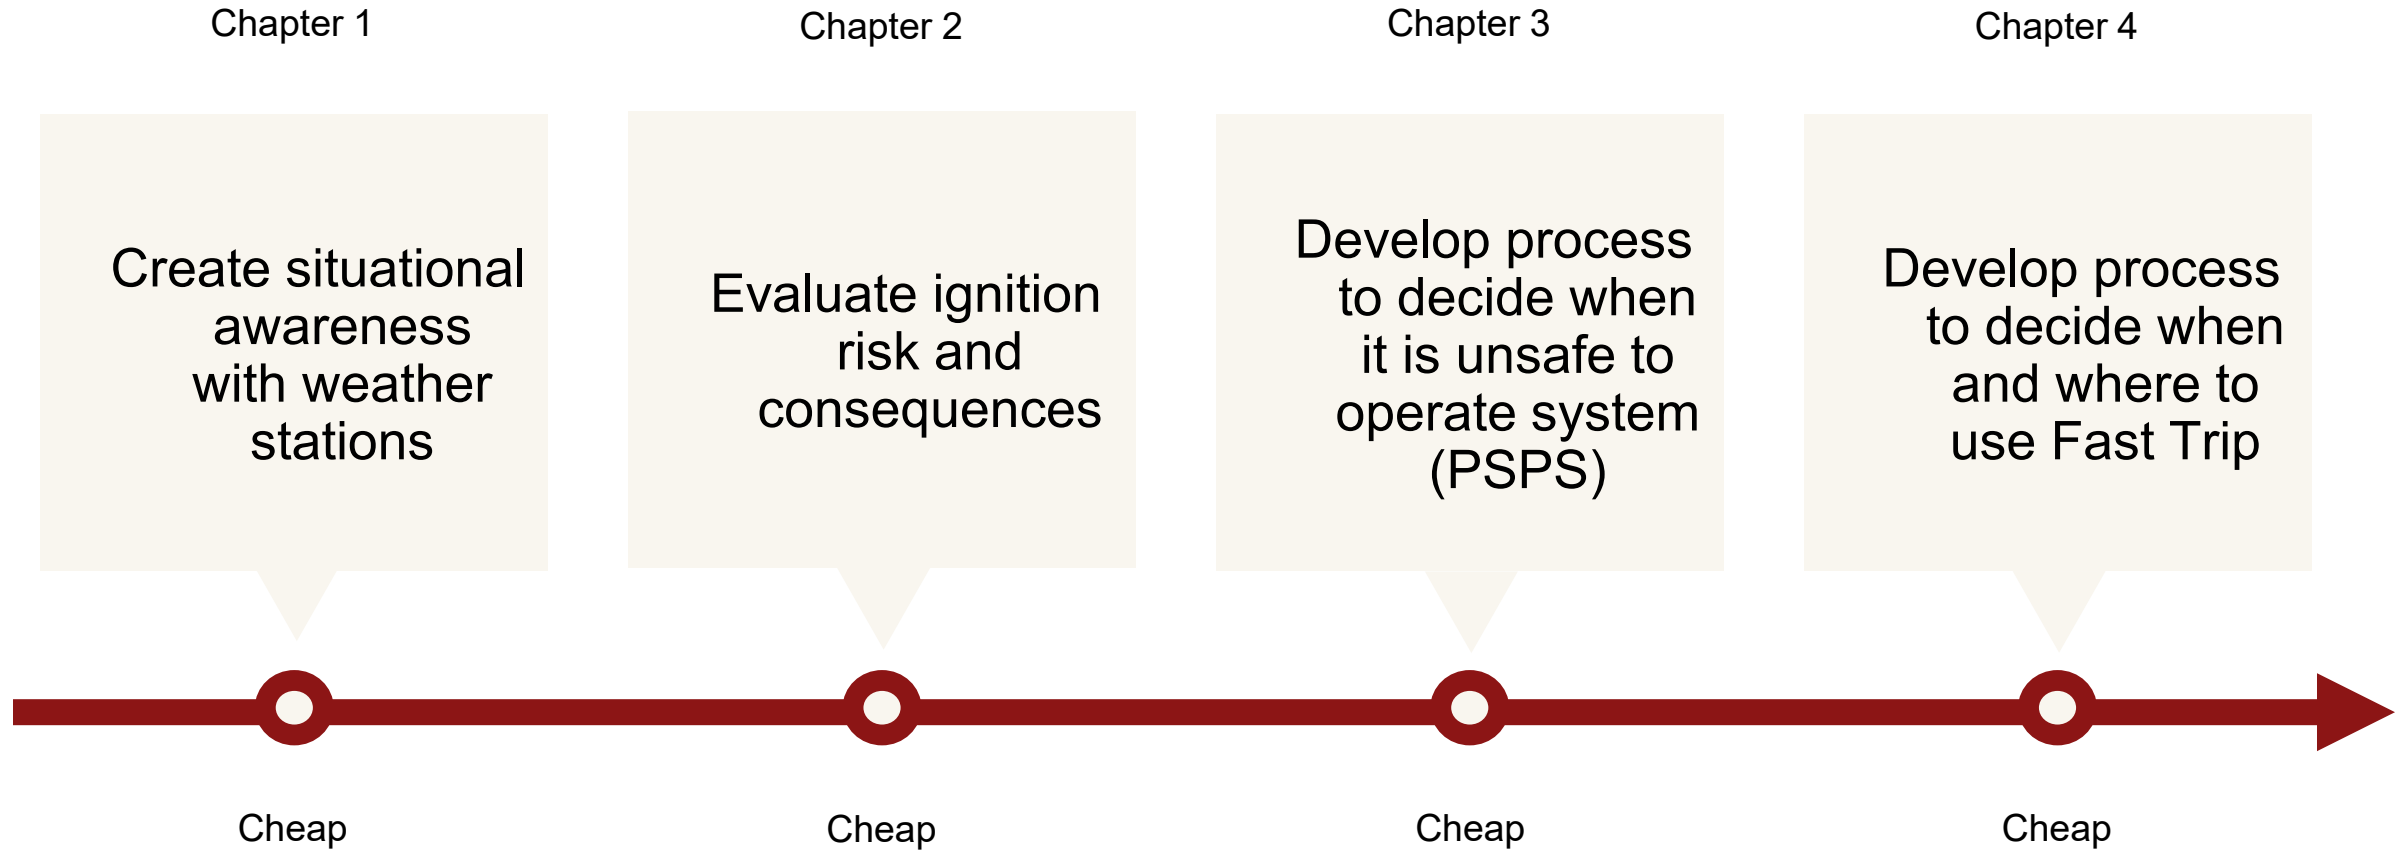 Chapter 1
Chapter 2
Chapter 3
Chapter 4
Create situational
awareness
with weather
stations
Evaluate ignition
risk and
consequences
Develop process
to decide when
it is unsafe to
operate system
(PSPS)
Develop process
to decide when
and where to
use Fast Trip
Cheap
Cheap
Cheap
Cheap